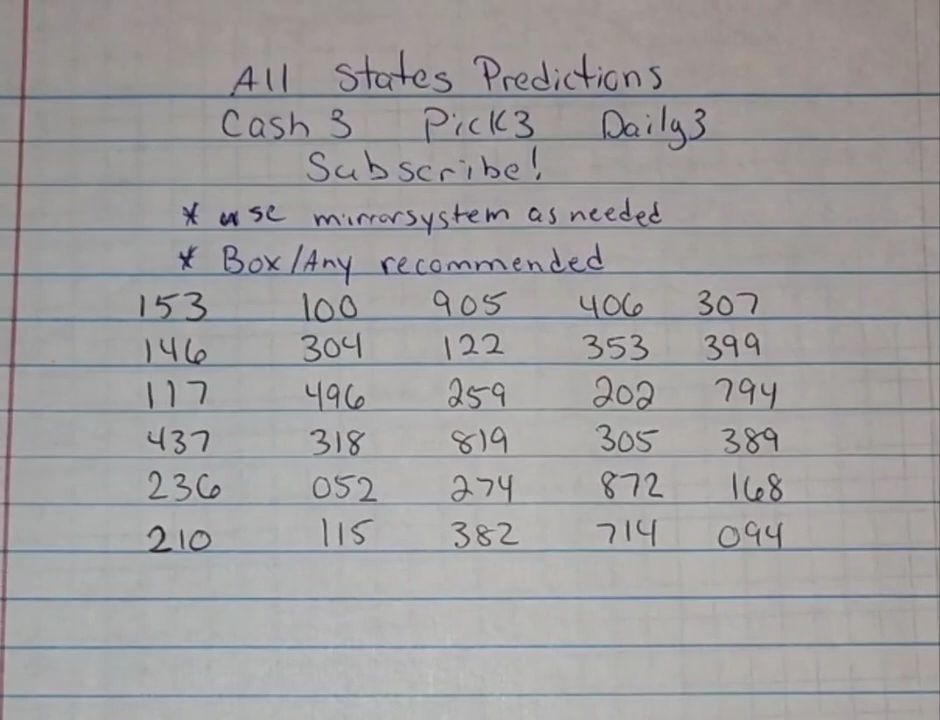 All States Predictions
Cash 3 Pick3 Daily3
Subscribe!
* use mirrorsystem as needed
* Box/Any recommended
153 100 905 406 307
146 304 122 353 399
117 496 259 202 794
437 318 819 305 389
236 052 274 872 168
210 115 382 714 094